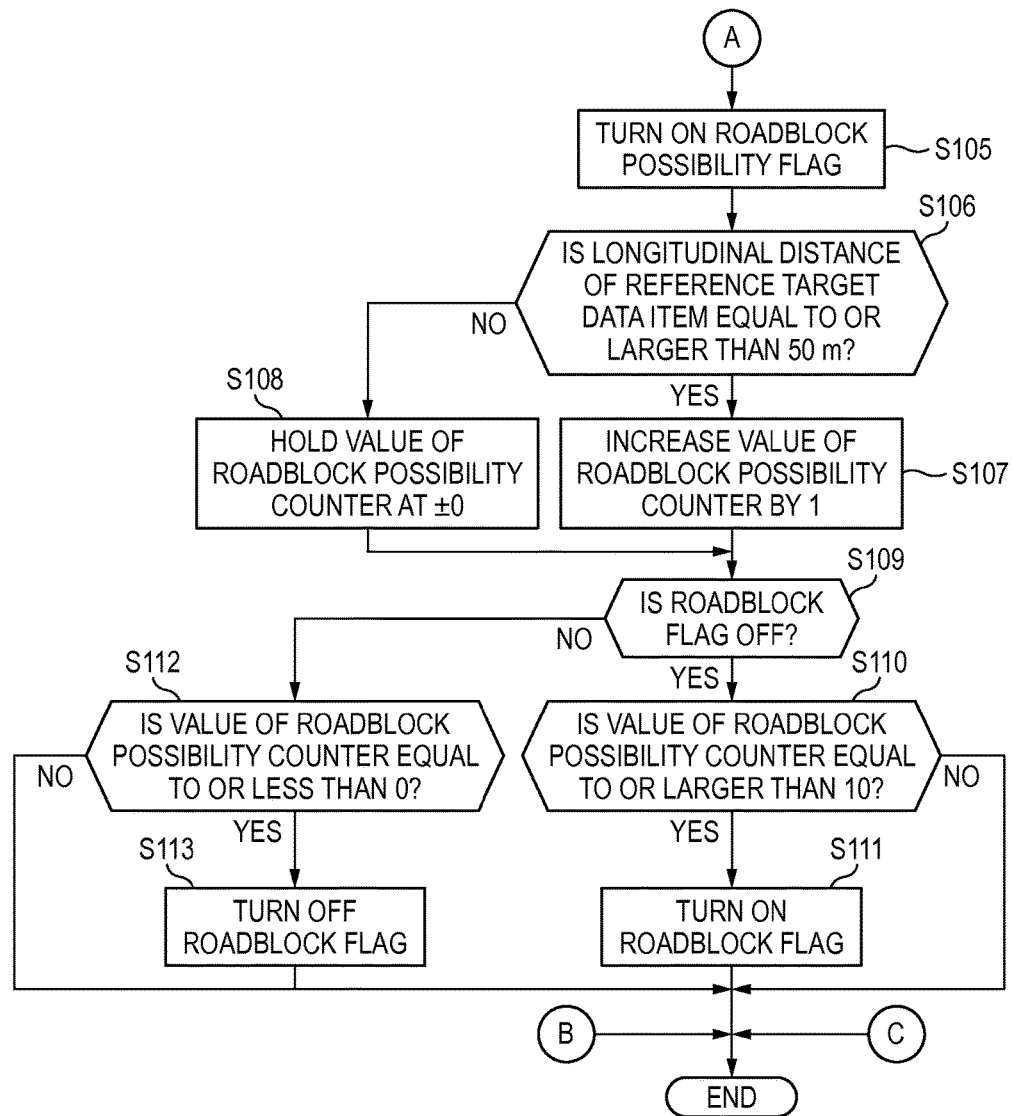 A
TURN ON ROADBLOCK
POSSIBILITY FLAG
S105
S106
IS LONGITUDINAL DISTANCE
OF REFERENCE TARGET
DATA ITEM EQUAL TO OR
LARGER THAN 50 m?
NO
YES
S108
HOLD VALUE OF
ROADBLOCK POSSIBILITY
COUNTER AT ±0
INCREASE VALUE OF
ROADBLOCK POSSIBILITY
COUNTER BY 1
S107
S109
IS ROADBLOCK
FLAG OFF?
NO
YES
S112
IS VALUE OF ROADBLOCK
POSSIBILITY COUNTER EQUAL
TO OR LESS THAN 0?
NO
YES
S110
IS VALUE OF ROADBLOCK
POSSIBILITY COUNTER EQUAL
TO OR LARGER THAN 10?
NO
YES
S113
TURN OFF
ROADBLOCK FLAG
S111
TURN ON
ROADBLOCK FLAG
B
C
END